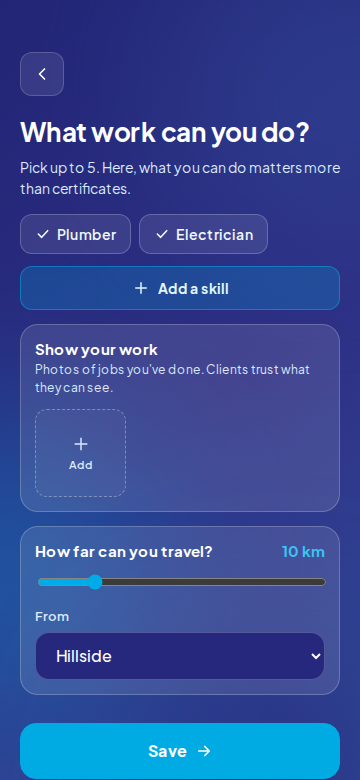 What work can you do?
Pick up to 5. Here, what you can do matters more
than certificates.
Plumber
Electrician
Add a skill
Show your work
Photos of jobs you've done. Clients trust what
they can see.
Add
How far can you travel?
10 km
From
Hillside
Save